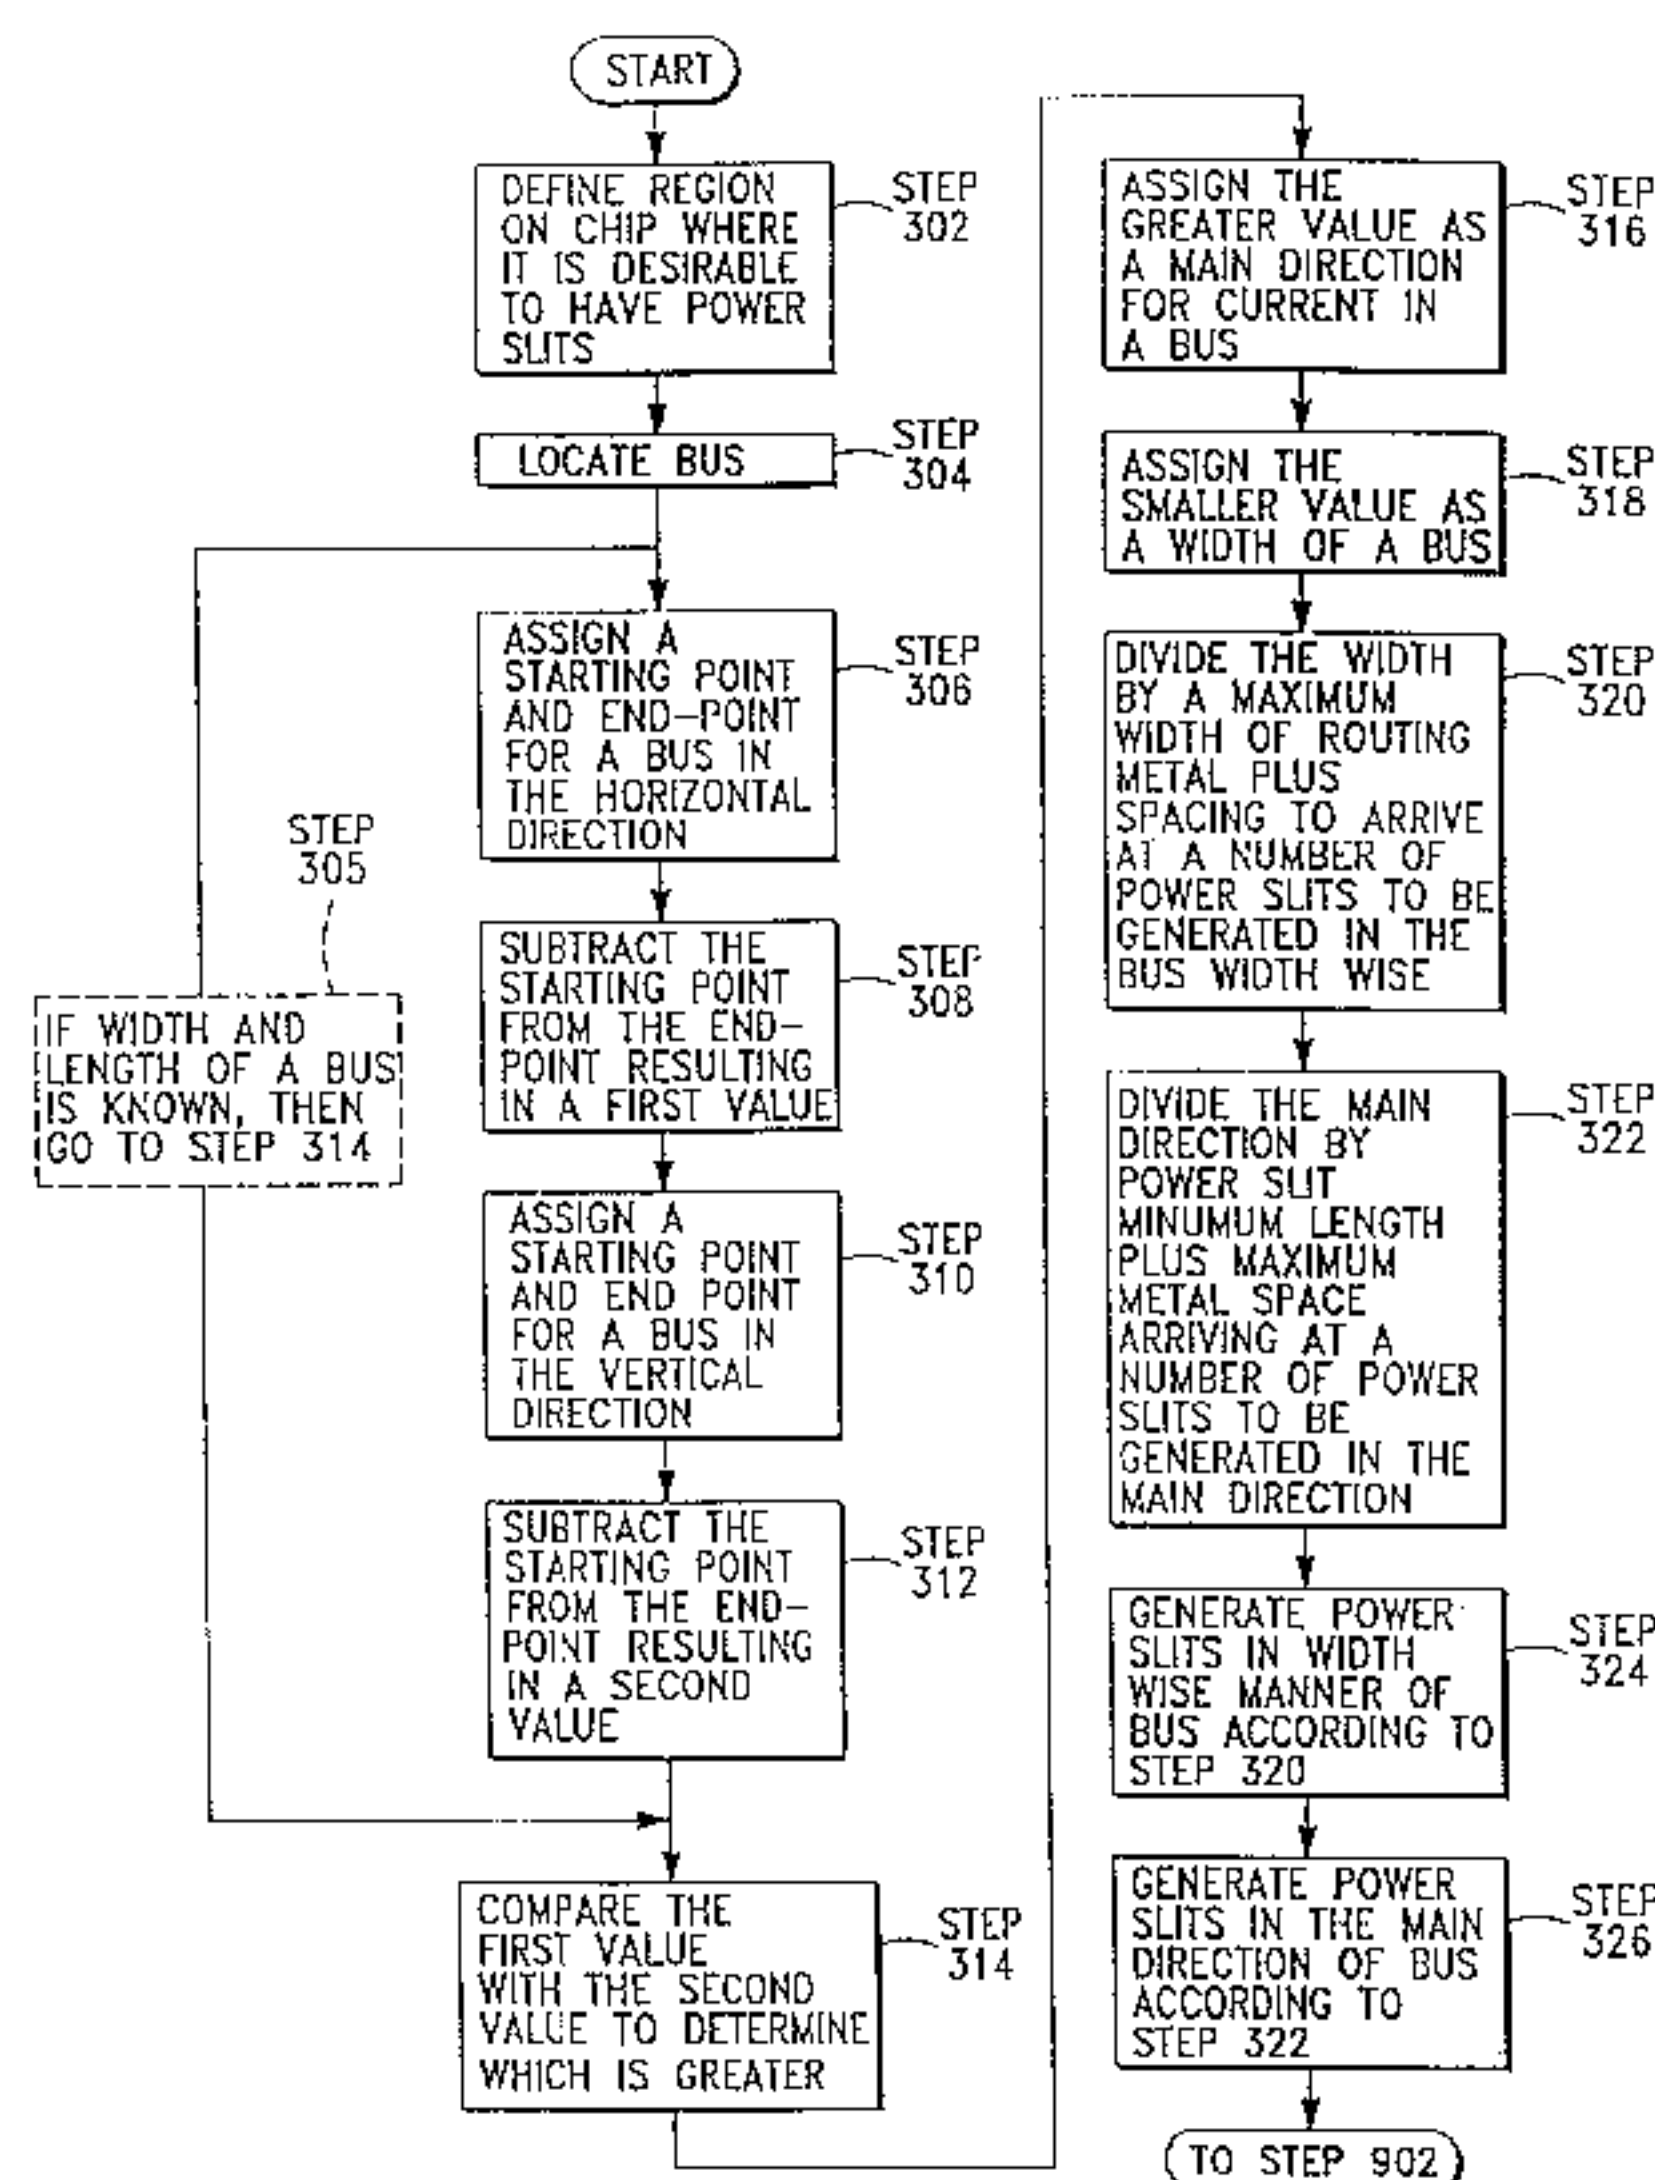 START
DEFINE REGION
ON CHIP WHERE
IT IS DESIRABLE
TO HAVE POWER
SLITS
STEP
302
LOCATE BUS
STEP
304
STEP
305
IF WIDTH AND
LENGTH OF A BUS
IS KNOWN, THEN
GO TO STEP 314
ASSIGN A
STARTING POINT
AND END-POINT
FOR A BUS IN
THE HORIZONTAL
DIRECTION
STEP
306
SUBTRACT THE
STARTING POINT
FROM THE END-
POINT RESULTING
IN A FIRST VALUE
STEP
308
ASSIGN A
STARTING POINT
AND END POINT
FOR A BUS IN
THE VERTICAL
DIRECTION
STEP
310
SUBTRACT THE
STARTING POINT
FROM THE END-
POINT RESULTING
IN A SECOND
VALUE
STEP
312
COMPARE THE
FIRST VALUE
WITH THE SECOND
VALUE TO DETERMINE
WHICH IS GREATER
STEP
314
ASSIGN THE
GREATER VALUE AS
A MAIN DIRECTION
FOR CURRENT IN
A BUS
STEP
316
ASSIGN THE
SMALLER VALUE AS
A WIDTH OF A BUS
STEP
318
DIVIDE THE WIDTH
BY A MAXIMUM
WIDTH OF ROUTING
METAL PLUS
SPACING TO ARRIVE
AT A NUMBER OF
POWER SLITS TO BE
GENERATED IN THE
BUS WIDTH WISE
STEP
320
DIVIDE THE MAIN
DIRECTION BY
POWER SLIT
MINUMUM LENGTH
PLUS MAXIMUM
METAL SPACE
ARRIVING AT A
NUMBER OF POWER
SLITS TO BE
GENERATED IN THE
MAIN DIRECTION
STEP
322
GENERATE POWER
SLITS IN WIDTH
WISE MANNER OF
BUS ACCORDING TO
STEP 320
STEP
324
GENERATE POWER
SLITS IN THE MAIN
DIRECTION OF BUS
ACCORDING TO
STEP 322
STEP
326
TO STEP 902